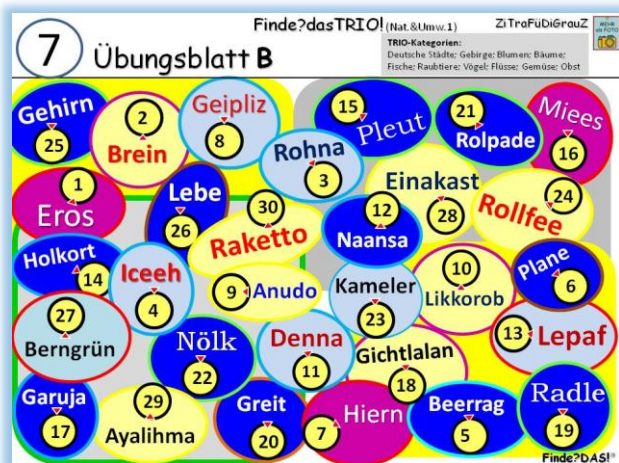 7
Übungsblatt B
Finde?dasTRIO! (Nat.&Umw.1)
ZiTraFüDiGrauZ
MEHR
als FOTO
TRIO-Kategorien:
Deutsche Städte; Gebirge; Blumen; Bäume;
Fische; Raubtiere; Vögel; Flüsse; Gemüse; Obst
Gehirn
25
2
Brein
Geipliz
8
15
Pleut
21
Rolpade
Miees
16
Rohna
3
1
Eros
Lebe
26
30
Raketto
12
Naansa
Einakast
28
24
Rollfee
Holkort
14
Iceeh
4
9
Anudo
Kameler
23
10
Likkorob
Plane
6
27
Berngrün
Nölk
22
Denna
11
Gichtlalan
18
13
Lepaf
Garuja
17
29
Ayalihma
Greit
20
7
Hiern
Beerrag
5
Radle
19
Finde?DAS!®